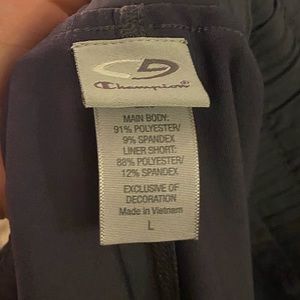 Champion®
MAIN BODY:
91% POLYESTER/
9% SPANDEX
LINER SHORT:
88% POLYESTER/
12% SPANDEX
EXCLUSIVE OF
DECORATION
Made in Vietnam
L